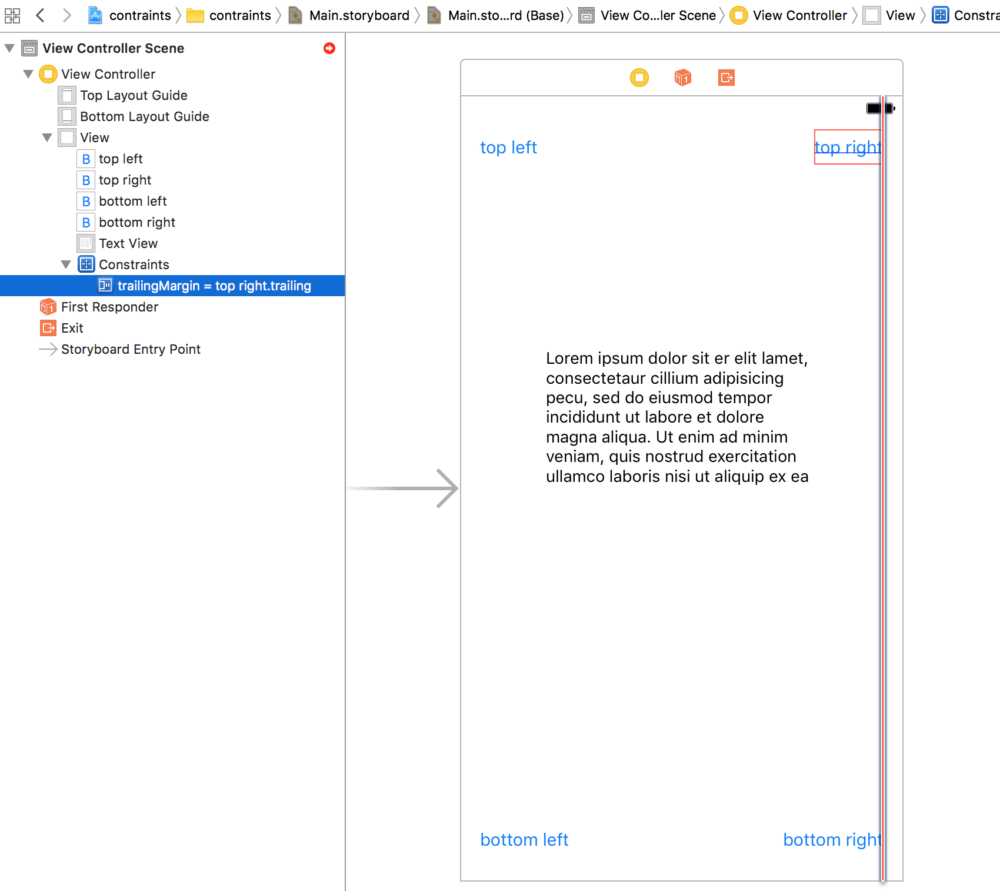 contraints
contraints
Main.storyboard
Main.sto...rd (Base)
View Co...ler Scene
View Controller
View
Constra
View Controller Scene
View Controller
Top Layout Guide
Bottom Layout Guide
View
B top left
B top right
B bottom left
B bottom right
Text View
Constraints
trailingMargin = top right.trailing
First Responder
Exit
Storyboard Entry Point
top left
top right
Lorem ipsum dolor sit er elit lamet,
consectetaur cillium adipisicing
pecu, sed do eiusmod tempor
incididunt ut labore et dolore
magna aliqua. Ut enim ad minim
veniam, quis nostrud exercitation
ullamco laboris nisi ut aliquip ex ea
bottom left
bottom right